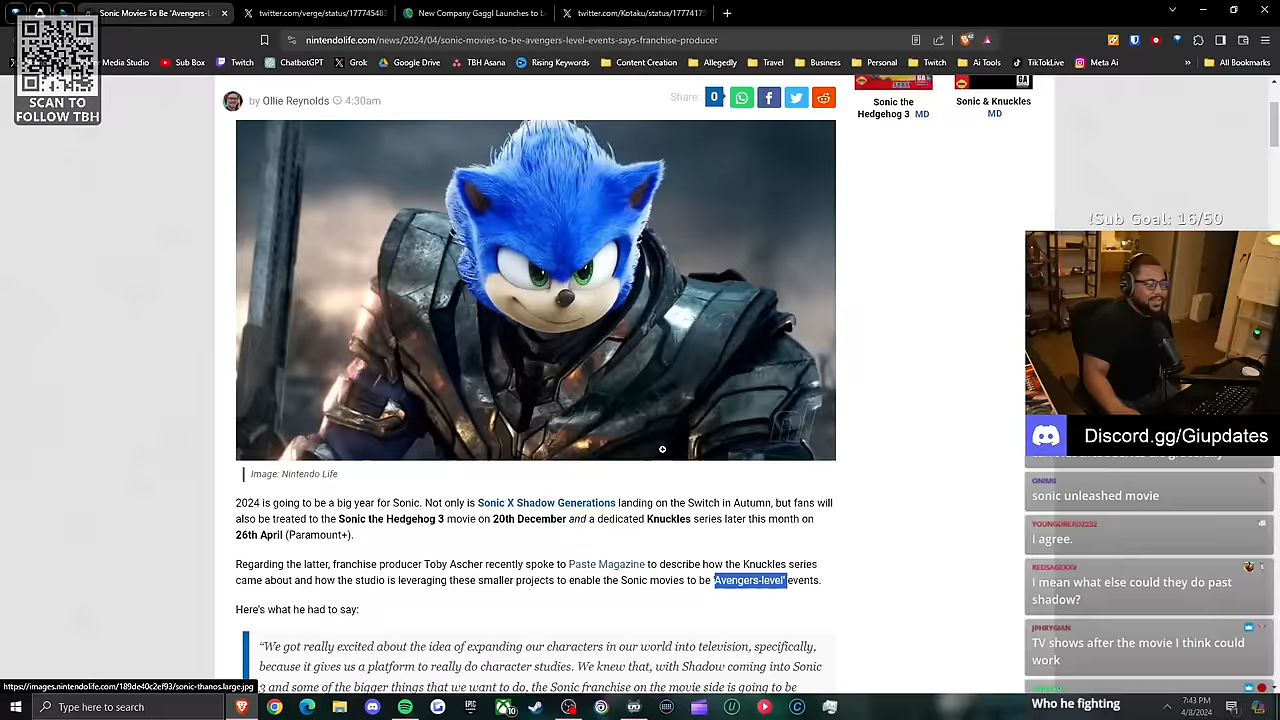 Sonic Movies To Be 'Avengers-L
twitter.com/verge/status/177745483
New Company Gaggl Launches to L
twitter.com/Kotaku/status/17774175
nintendolife.com/news/2024/04/sonic-movies-to-be-avengers-level-events-says-franchise-producer
Media Studio
Sub Box
Twitch
ChatbotGPT
Grok
Google Drive
TBH Asana
Rising Keywords
Content Creation
Allegedly
Travel
Business
Personal
Twitch
Ai Tools
TikTokLive
Meta Ai
All Bookmarks
SCAN TO
FOLLOW TBH
by Ollie Reynolds 4:30am
Share:
0
Sonic the
Hedgehog 3 MD
Sonic & Knuckles
MD
!Sub Goal: 16/50
Image: Nintendo Life
2024 is going to be a big year for Sonic. Not only is Sonic X Shadow Generations landing on the Switch in Autumn, but fans will
also be treated to the Sonic the Hedgehog 3 movie on 20th December and a dedicated Knuckles series later this month on
26th April (Paramount+).
Regarding the latter, franchise producer Toby Ascher recently spoke to Paste Magazine to describe how the Knuckles series
came about and how the studio is leveraging these smaller projects to enable the Sonic movies to be 'Avengers-level' events.
Here's what he had to say:
"We got really excited about the idea of expanding our characters in our world into television, specifically,
because it gives us a platform to really do character studies. We knew that, with Shadow coming into Sonic
3 and some of the bigger things that we want to do, the Sonic franchise on the movie side is going to be
Discord.gg/Giupdates
sonic unleashed movie
YOUNGDREADZ232
I agree.
REDSAGEXXV
I mean what else could they do past
shadow?
JPHRYGIAN
TV shows after the movie I think could
work
Who he fighting
https://images.nintendolife.com/189de40c2ef93/sonic-thanos.large.jpg
Type here to search
7:43 PM
4/8/2024